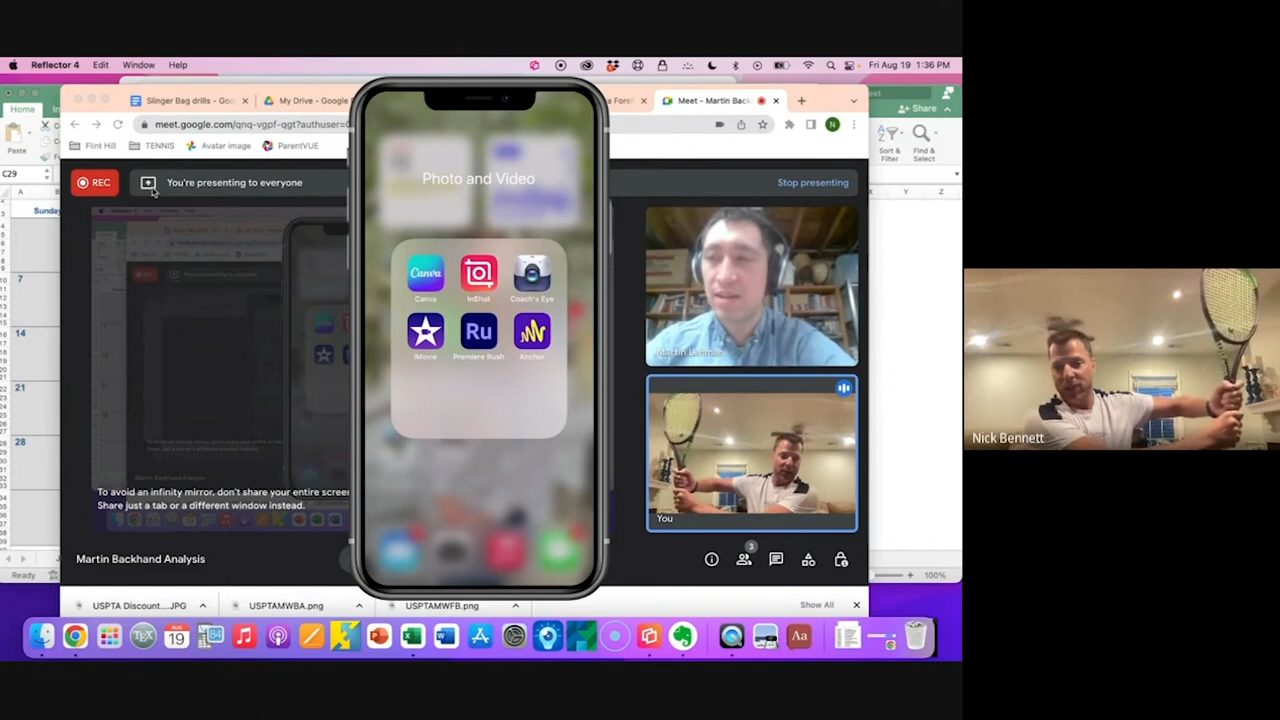 Reflector 4 Edit Window Help
Fri Aug 19 1:36 PM
Slinger Bag drills - Goo
My Drive - Google
Meet - Martin Back
meet.google.com/qnq-vgpf-qgt?authuser=
Flint Hill
TENNIS
Avatar image
ParentVUE
Home
Share
Paste
Sort & Filter
Find & Select
C29
REC
You're presenting to everyone
Stop presenting
Photo and Video
Canva
InShot
Coach's Eye
iMovie
Premiere Rush
Anchor
Sunday
7
14
21
28
X Y Z
Martin Lehman
Nick Bennett
You
To avoid an infinity mirror, don't share your entire screen
Share just a tab or a different window instead.
Martin Backhand Analysis
3
Ready
100%
USPTA Discount....JPG
USPTAMWBA.png
USPTAMWFB.png
Show All